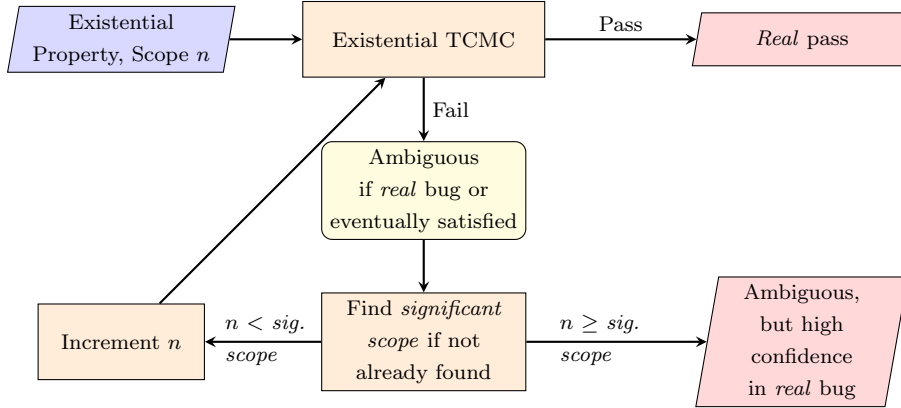 Existential
Property, Scope n
Existential TCMC
Pass
Real pass
Fail
Ambiguous
if real bug or
eventually satisfied
Increment n
n < sig.
scope
Find significant
scope if not
already found
n ≥ sig.
scope
Ambiguous,
but high
confidence
in real bug